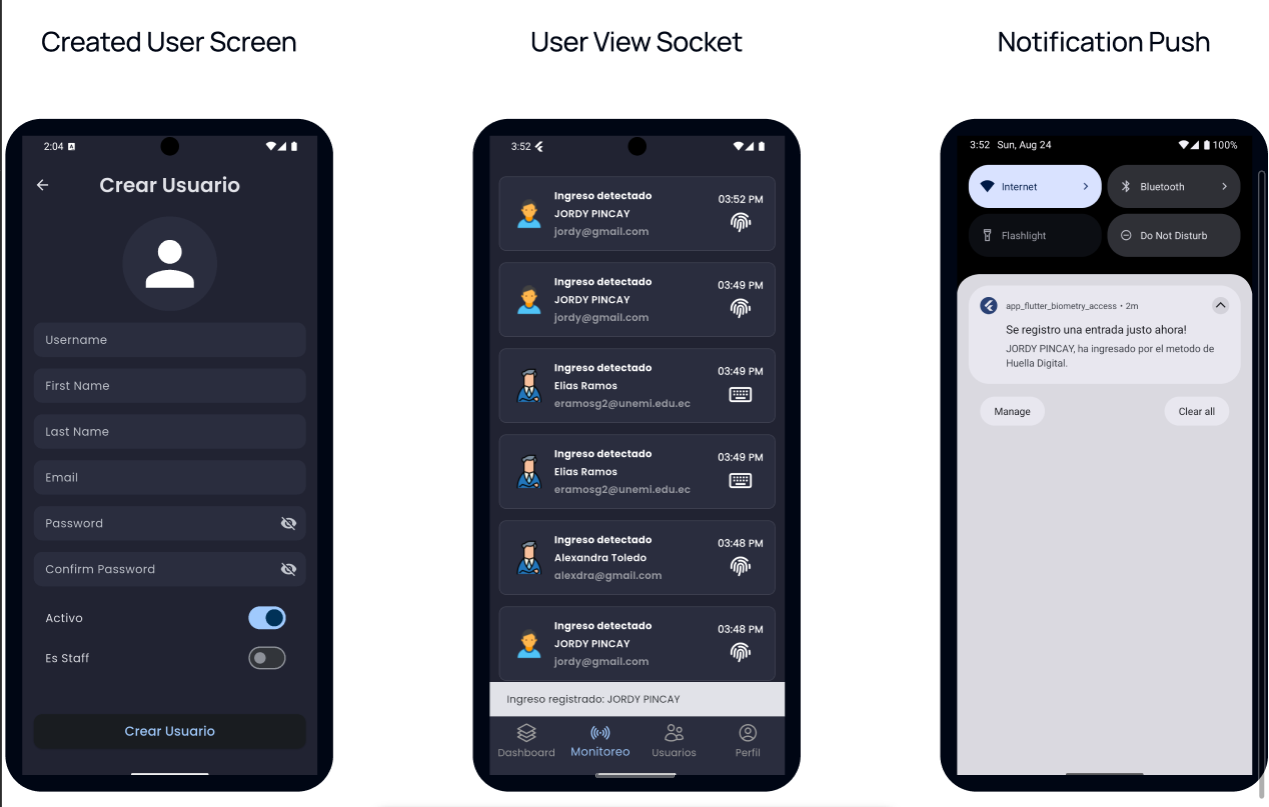 Created User Screen
2:04
Crear Usuario
Username
First Name
Last Name
Email
Password
Confirm Password
Activo
Es Staff
Crear Usuario
User View Socket
3:52
Ingreso detectado
JORDY PINCAY
jordy@gmail.com
03:52 PM
Ingreso detectado
JORDY PINCAY
jordy@gmail.com
03:49 PM
Ingreso detectado
Elias Ramos
eramosg2@unemi.edu.ec
03:49 PM
Ingreso detectado
Elias Ramos
eramosg2@unemi.edu.ec
03:49 PM
Ingreso detectado
Alexandra Toledo
alexdra@gmail.com
03:48 PM
Ingreso detectado
JORDY PINCAY
jordy@gmail.com
03:48 PM
Ingreso registrado: JORDY PINCAY
Dashboard
Monitoreo
Usuarios
Perfil
Notification Push
3:52 Sun, Aug 24
100%
Internet
Bluetooth
Flashlight
Do Not Disturb
app_flutter_biometry_access • 2m
Se registro una entrada justo ahora!
JORDY PINCAY, ha ingresado por el metodo de
Huella Digital.
Manage
Clear all